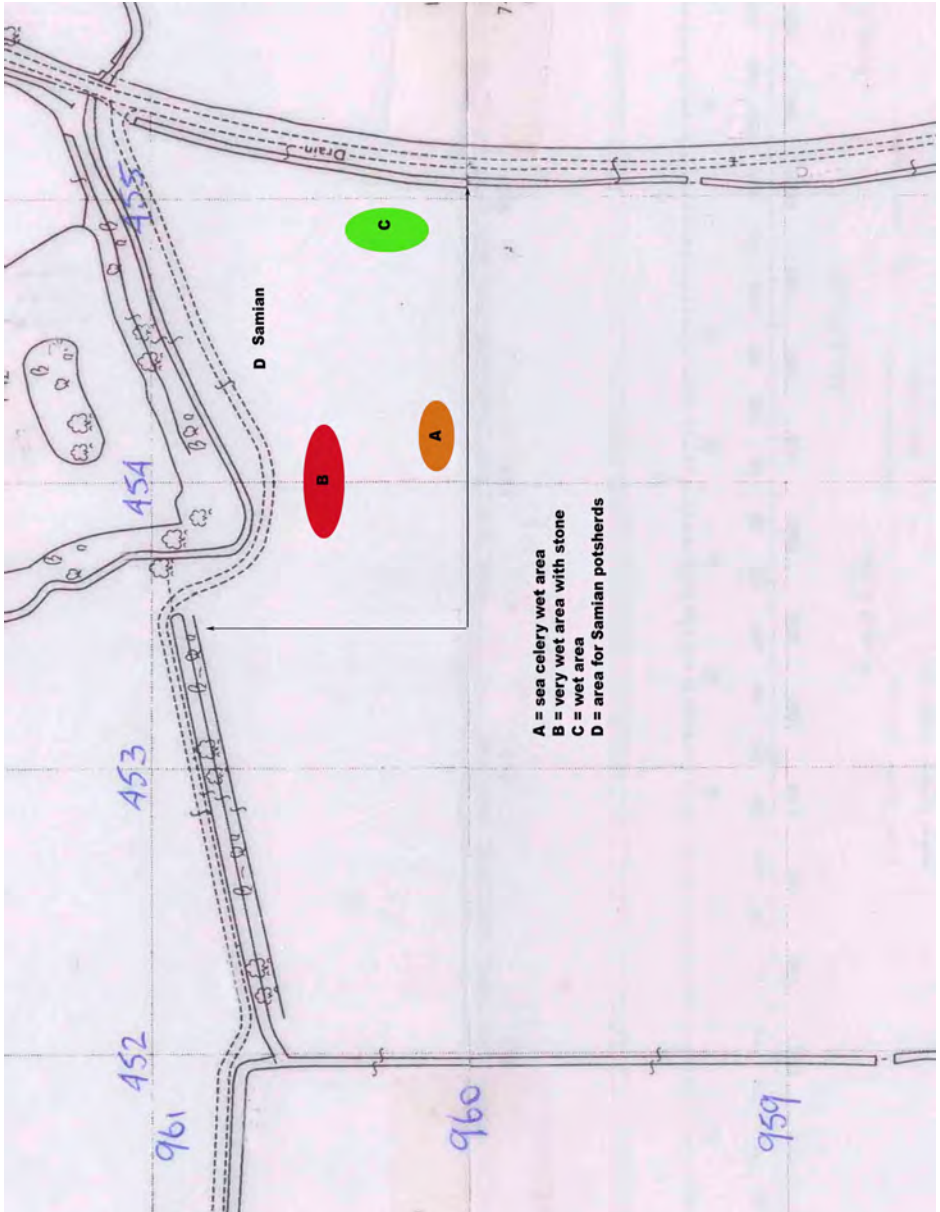 961
960
959
452
453
454
455
Drain
D Samian
C
B
A
A = sea celery wet area
B = very wet area with stone
C = wet area
D = area for Samian potsherds